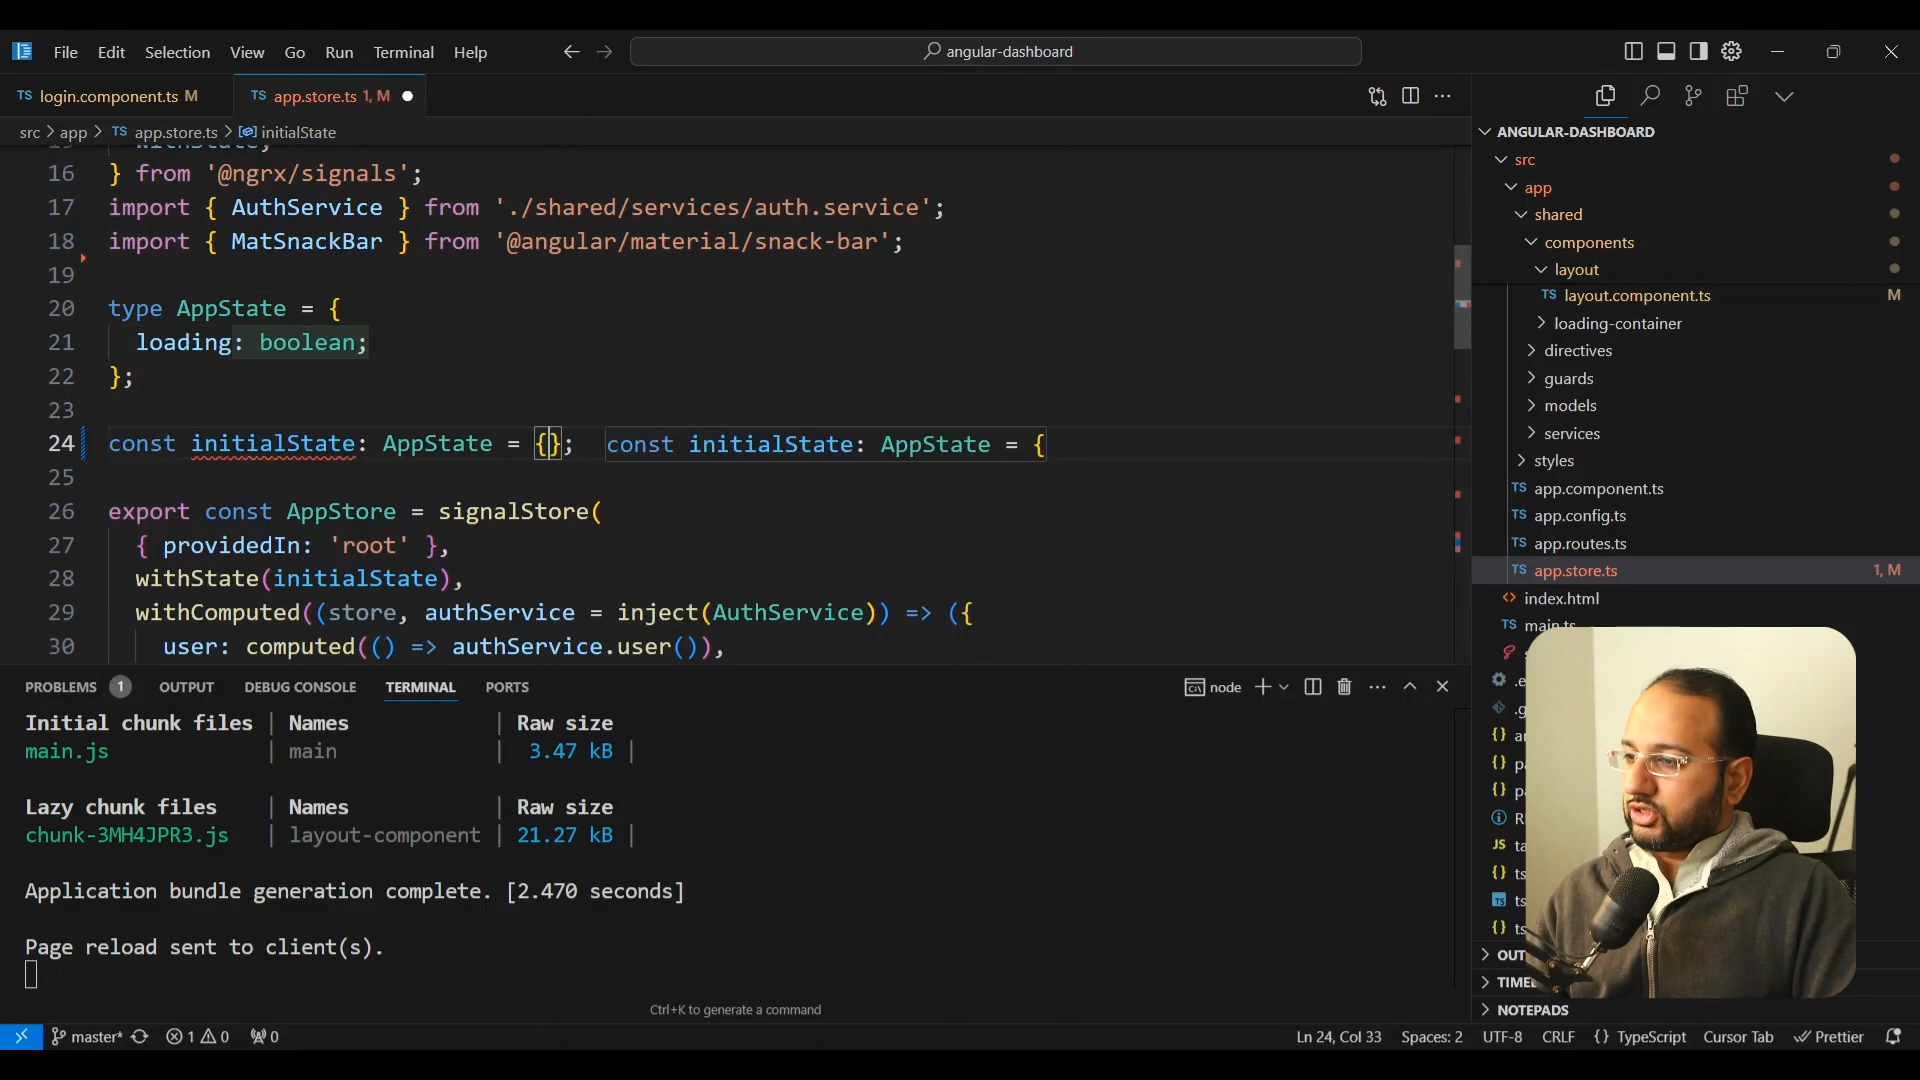 File Edit Selection View Go Run Terminal Help
angular-dashboard
TS login.component.ts M
TS app.store.ts 1, M
src > app > TS app.store.ts > initialState
withState,
16 } from '@ngrx/signals';
17 import { AuthService } from './shared/services/auth.service';
18 import { MatSnackBar } from '@angular/material/snack-bar';
19
20 type AppState = {
21 loading: boolean;
22 };
23
24 const initialState: AppState = {}; const initialState: AppState = {
25
26 export const AppStore = signalStore(
27 { providedIn: 'root' },
28 withState(initialState),
29 withComputed((store, authService = inject(AuthService)) => ({
30 user: computed(() => authService.user()),
PROBLEMS 1 OUTPUT DEBUG CONSOLE TERMINAL PORTS
node
Initial chunk files | Names | Raw size
main.js | main | 3.47 kB |
Lazy chunk files | Names | Raw size
chunk-3MH4JPR3.js | layout-component | 21.27 kB |
Application bundle generation complete. [2.470 seconds]
Page reload sent to client(s).
Ctrl+K to generate a command
ANGULAR-DASHBOARD
src
app
shared
components
layout
TS layout.component.ts M
loading-container
directives
guards
models
services
styles
TS app.component.ts
TS app.config.ts
TS app.routes.ts
TS app.store.ts 1, M
index.html
TS main.ts
NOTEPADS
master* 1 0 0
Ln 24, Col 33 Spaces: 2 UTF-8 CRLF {} TypeScript Cursor Tab Prettier